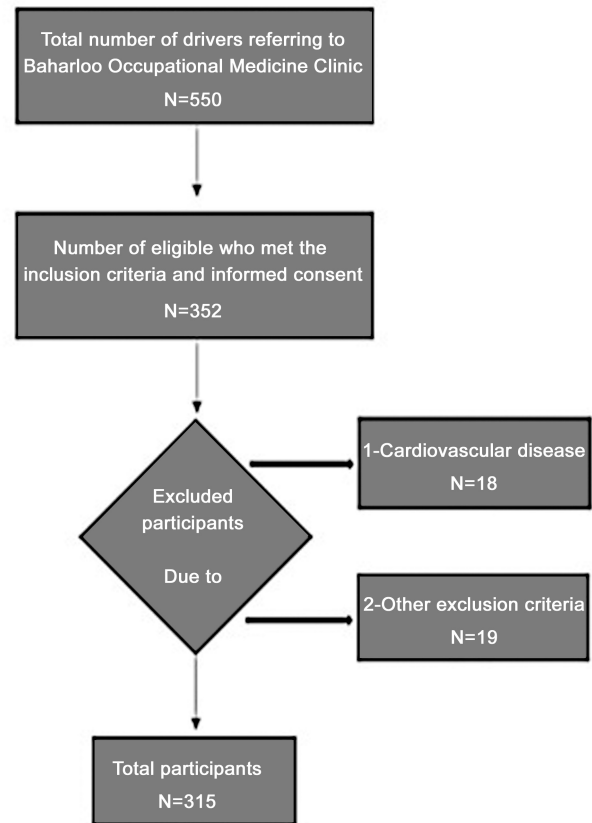 Total number of drivers referring to
Baharloo Occupational Medicine Clinic
N=550
Number of eligible who met the
inclusion criteria and informed consent
N=352
Excluded
participants
Due to
1-Cardiovascular disease
N=18
2-Other exclusion criteria
N=19
Total participants
N=315